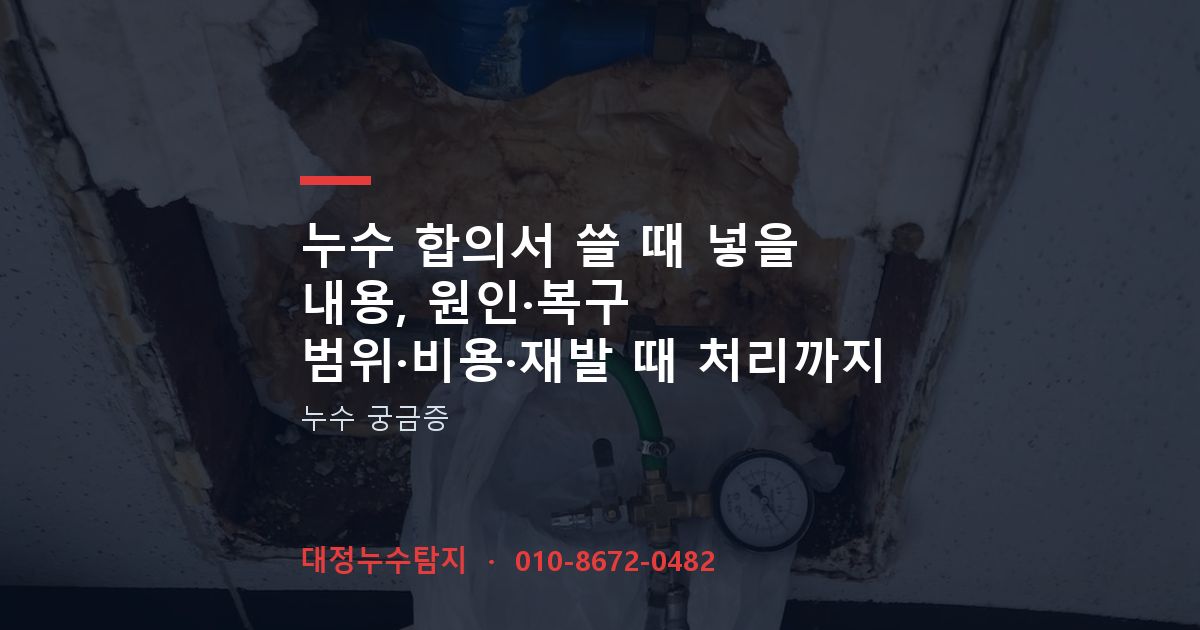 누수 합의서 쓸 때 넣을
내용, 원인·복구
범위·비용·재발 때 처리까지
누수 궁금증
대정누수탐지 · 010-8672-0482